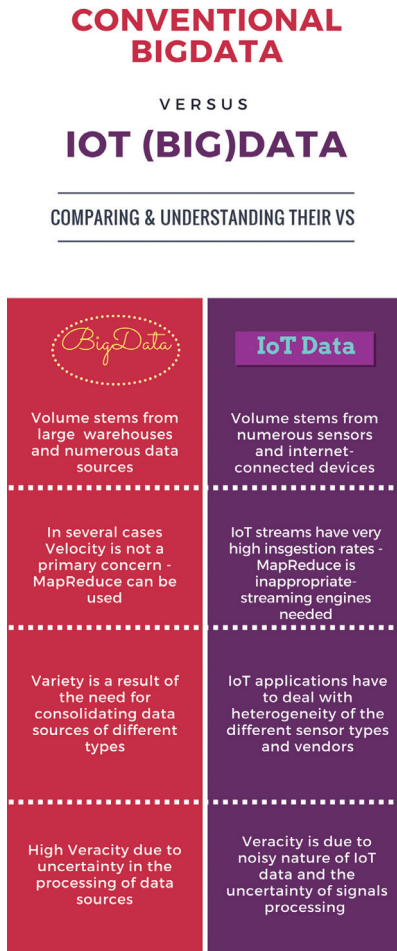 CONVENTIONAL
BIGDATA
VERSUS
IOT (BIG)DATA
COMPARING & UNDERSTANDING THEIR VS
BigData
Volume stems from
large warehouses
and numerous data
sources
In several cases
Velocity is not a
primary concern -
MapReduce can be
used
Variety is a result of
the need for
consolidating data
sources of different
types
High Veracity due to
uncertainty in the
processing of data
sources
IoT Data
Volume stems from
numerous sensors
and internet-
connected devices
IoT streams have very
high insgestion rates -
MapReduce is
inappropriate-
streaming engines
needed
IoT applications have
to deal with
heterogeneity of the
different sensor types
and vendors
Veracity is due to
noisy nature of IoT
data and the
uncertainty of signals
processing